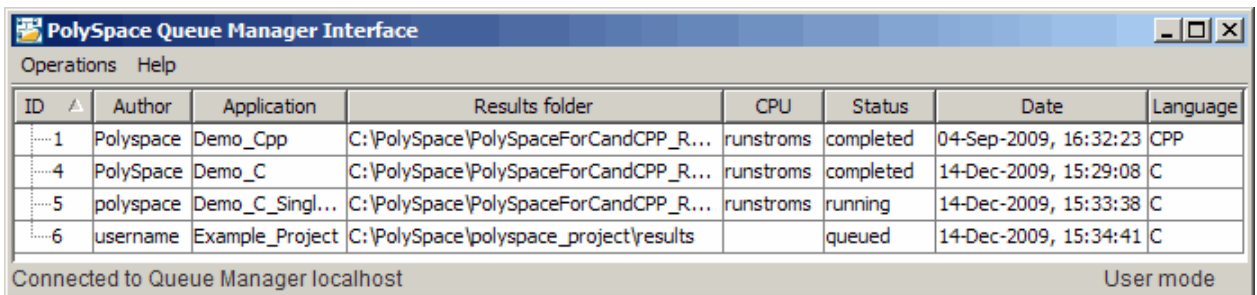 PolySpace Queue Manager Interface
Operations Help
ID Author Application Results folder CPU Status Date Language
1 Polyspace Demo_Cpp C:\PolySpace\PolySpaceForCandCPP_R... runstroms completed 04-Sep-2009, 16:32:23 CPP
4 PolySpace Demo_C C:\PolySpace\PolySpaceForCandCPP_R... runstroms completed 14-Dec-2009, 15:29:08 C
5 polyspace Demo_C_Singl... C:\PolySpace\PolySpaceForCandCPP_R... runstroms running 14-Dec-2009, 15:33:38 C
6 username Example_Project C:\PolySpace\polyspace_project\results queued 14-Dec-2009, 15:34:41 C
Connected to Queue Manager localhost User mode